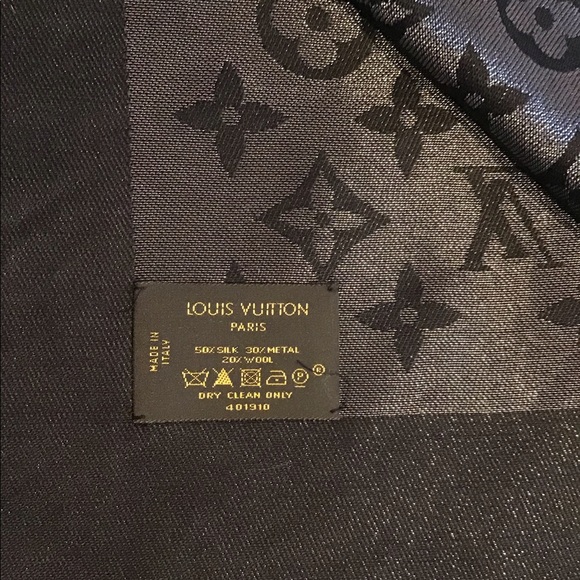 LOUIS VUITTON
PARIS
MADE IN
ITALY
50% SILK 30% METAL
20% WOOL
P ®
DRY CLEAN ONLY
401910